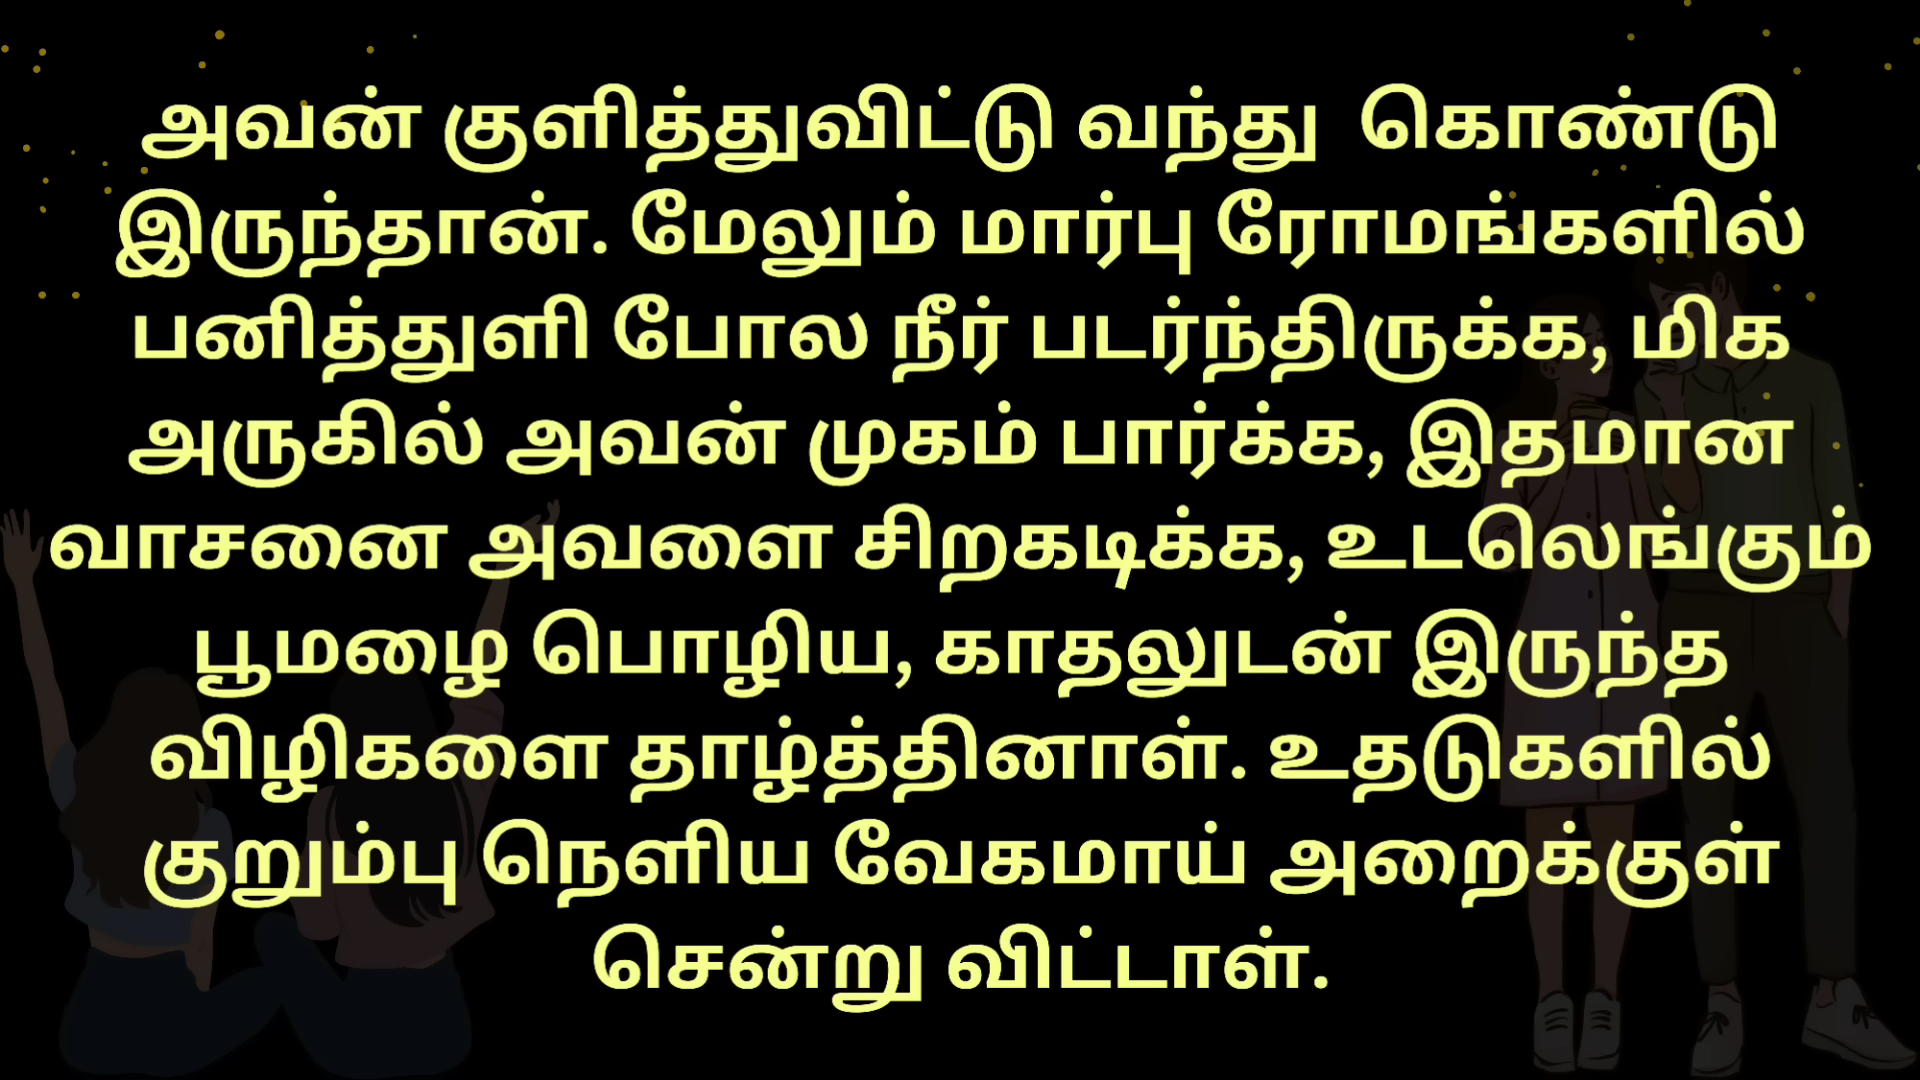 அவன் குளித்துவிட்டு வந்து கொண்டு
இருந்தான். மேலும் மார்பு ரோமங்களில்
பனித்துளி போல நீர் படர்ந்திருக்க, மிக
அருகில் அவன் முகம் பார்க்க, இதமான
வாசனை அவளை சிறகடிக்க, உடலெங்கும்
பூமழை பொழிய, காதலுடன் இருந்த
விழிகளை தாழ்த்தினாள். உதடுகளில்
குறும்பு நெளிய வேகமாய் அறைக்குள்
சென்று விட்டாள்.